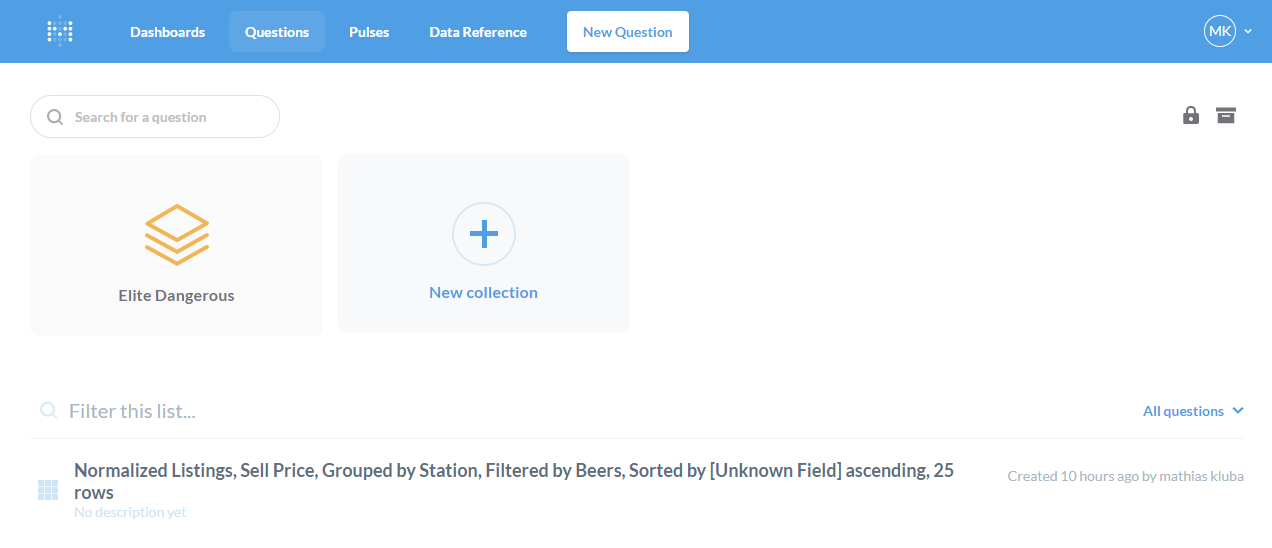 Dashboards Questions Pulses Data Reference New Question MK
Search for a question
Elite Dangerous
New collection
Filter this list...
All questions
Normalized Listings, Sell Price, Grouped by Station, Filtered by Beers, Sorted by [Unknown Field] ascending, 25
rows
Created 10 hours ago by mathias kluba
No description yet